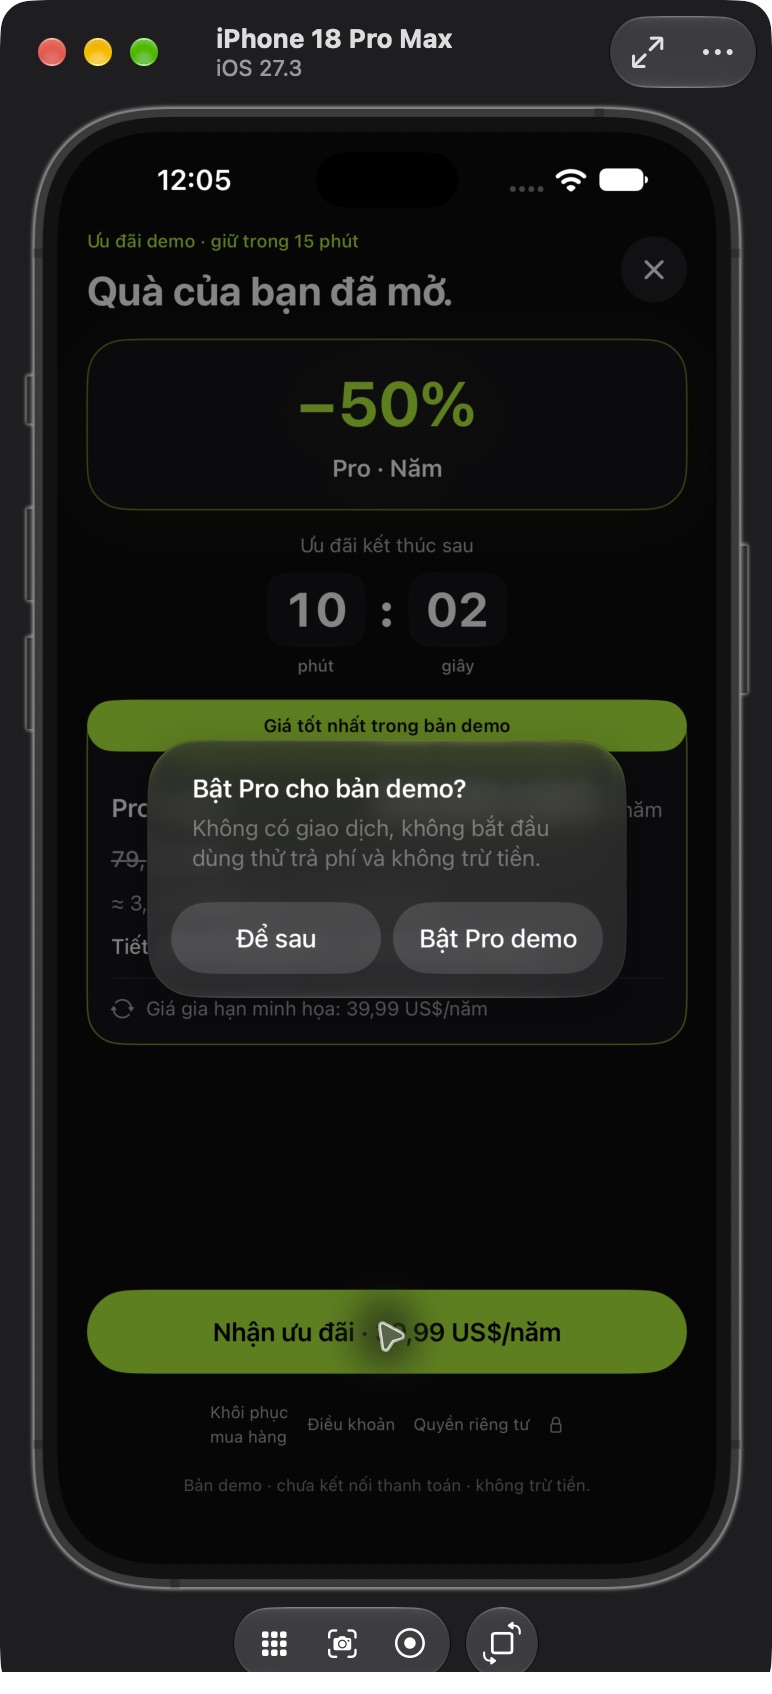 iPhone 18 Pro Max
iOS 27.3
12:05
Ưu đãi demo · giữ trong 15 phút
Quà của bạn đã mở.
−50%
Pro · Năm
Ưu đãi kết thúc sau
10 : 02
phút giây
Giá tốt nhất trong bản demo
Bật Pro cho bản demo?
Không có giao dịch, không bắt đầu
dùng thử trả phí và không trừ tiền.
Để sau
Bật Pro demo
Pro
79,
≈ 3,
Tiết
Giá gia hạn minh họa: 39,99 US$/năm
Nhận ưu đãi · ,99 US$/năm
Khôi phục
mua hàng
Điều khoản
Quyền riêng tư
Bản demo · chưa kết nối thanh toán · không trừ tiền.